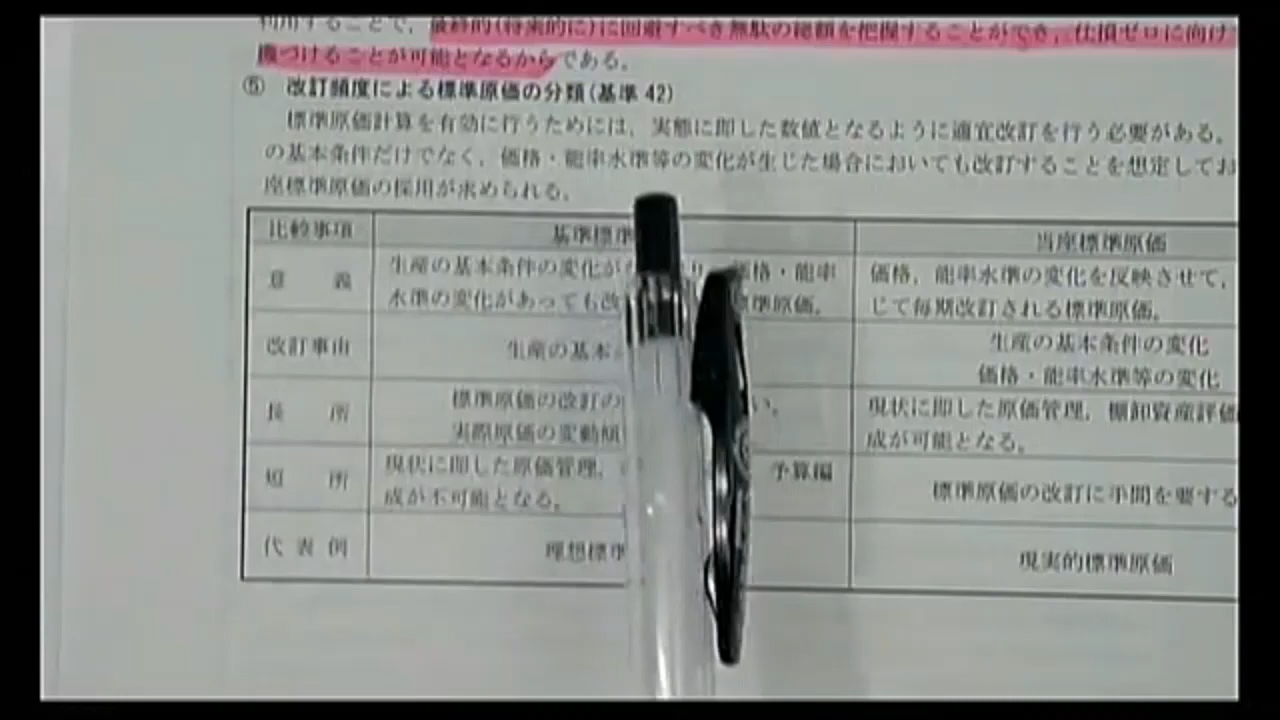 利用することで、最終的(将来的に)に回避すべき無駄の総額を把握することができ、仕損ゼロに向け
機づけることが可能となるからである。
⑤ 改訂頻度による標準原価の分類(基準 42)
標準原価計算を有効に行うためには、実態に即した数値となるように適宜改訂を行う必要がある。
の基本条件だけでなく、価格・能率水準等の変化が生じた場合においても改訂することを想定してお
座標準原価の採用が求められる。
比較事項 基準標準 当座標準原価
意 義 生産の基本条件の変化が 価格・能率 価格、能率水準の変化を反映させて、
水準の変化があっても改 標準原価。 じて毎期改訂される標準原価。
改訂事由 生産の基本 生産の基本条件の変化
価格・能率水準等の変化
長 所 標準原価の改訂の い。 現状に即した原価管理、棚卸資産評価
実際原価の変動傾 成が可能となる。
短 所 現状に即した原価管理、 予算編 標準原価の改訂に手間を要する
成が不可能となる。
代 表 例 理想標準 現実的標準原価